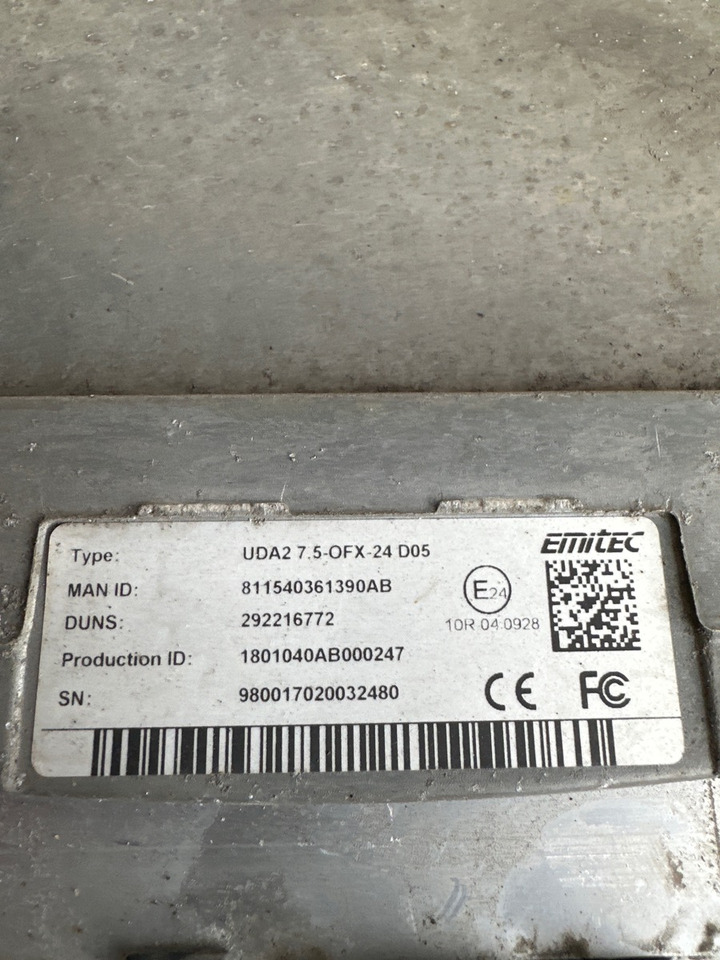 Type: UDA2 7.5-OFX-24 D05
EMITEC
MAN ID: 811540361390AB
E24
DUNS: 292216772
10R 04.0928
Production ID: 1801040AB000247
SN: 980017020032480
CE FC